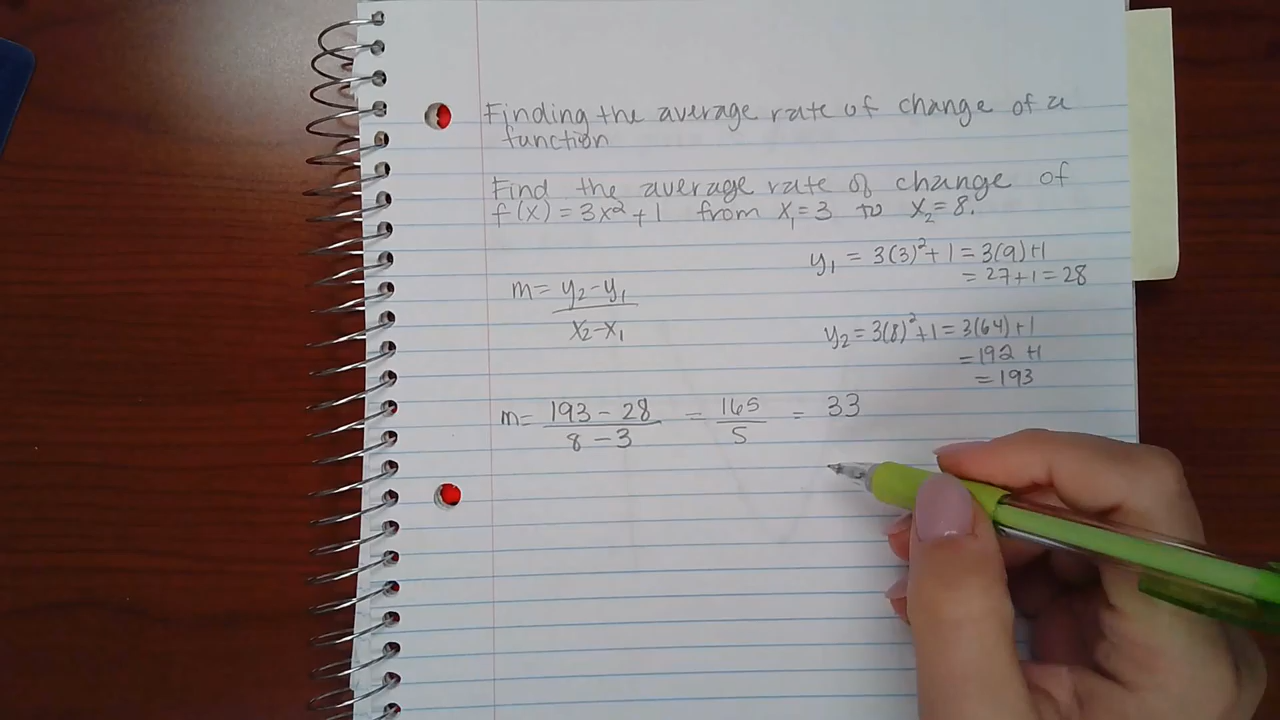 Finding the average rate of change of a
function
Find the average rate of change of
f(x) = 3x² + 1 from x₁ = 3 to x₂ = 8.
y₁ = 3(3)² + 1 = 3(9) + 1
= 27 + 1 = 28
m = y₂ - y₁
x₂ - x₁
y₂ = 3(8)² + 1 = 3(64) + 1
= 192 + 1
= 193
m = 193 - 28 / 8 - 3 = 165 / 5 = 33